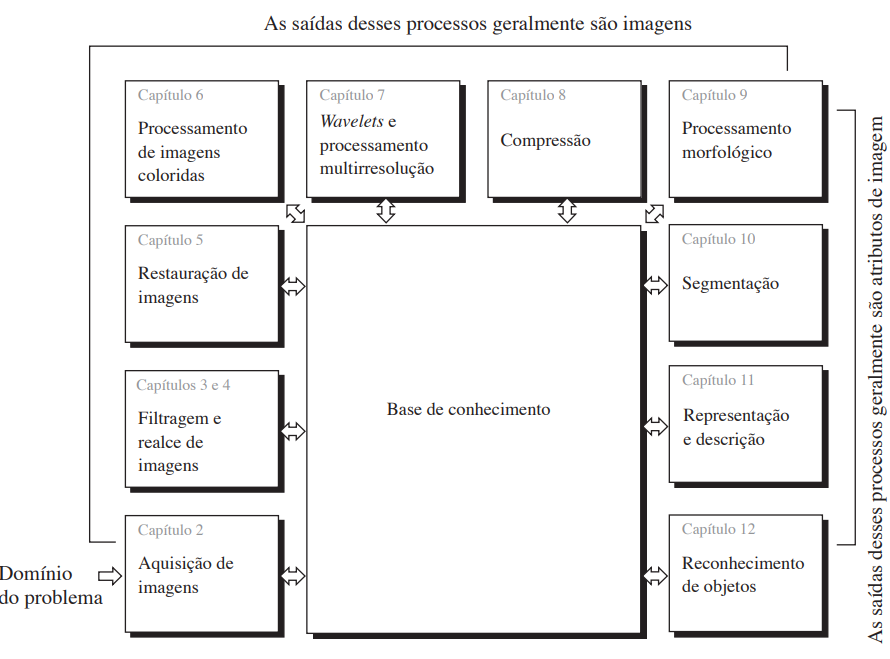 As saídas desses processos geralmente são imagens
Capítulo 6
Processamento
de imagens
coloridas
Capítulo 7
Wavelets e
processamento
multirresolução
Capítulo 8
Compressão
Capítulo 9
Processamento
morfológico
Capítulo 5
Restauração de
imagens
Capítulo 10
Segmentação
Capítulos 3 e 4
Filtragem e
realce de
imagens
Base de conhecimento
Capítulo 11
Representação
e descrição
Capítulo 2
Aquisição de
imagens
Capítulo 12
Reconhecimento
de objetos
Domínio
do problema
As saídas desses processos geralmente são atributos de imagem